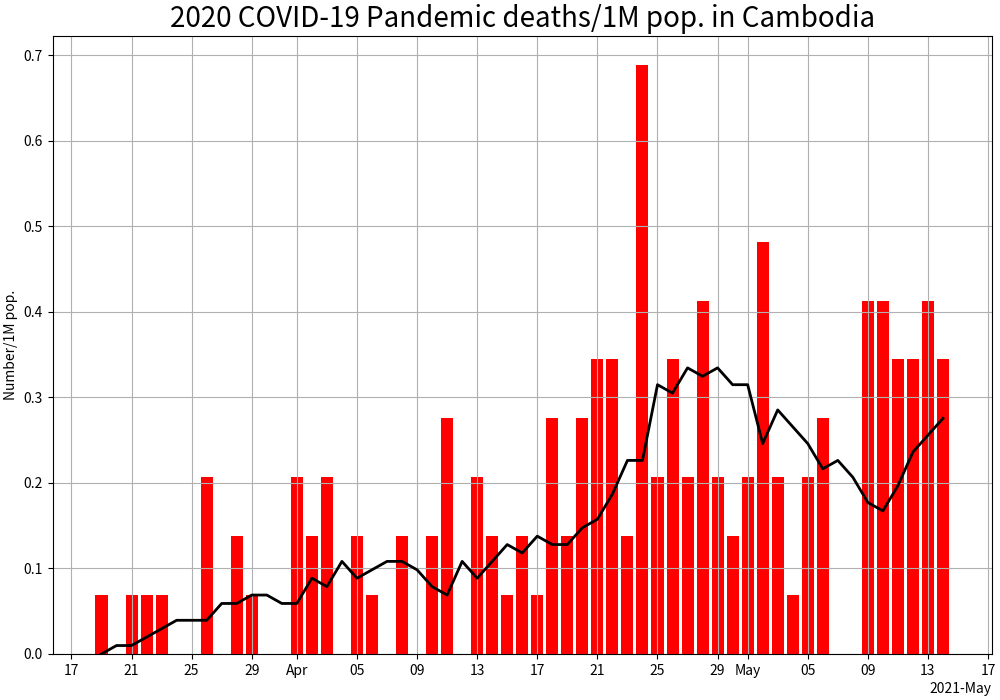 2020 COVID-19 Pandemic deaths/1M pop. in Cambodia
Number/1M pop.
0.7
0.6
0.5
0.4
0.3
0.2
0.1
0.0
17 21 25 29 Apr 05 09 13 17 21 25 29 May 05 09 13 17
2021-May